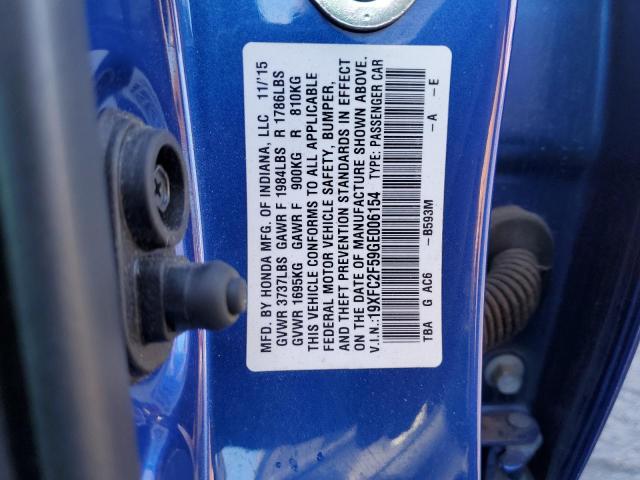 MFD. BY HONDA MFG. OF INDIANA, LLC 11/'15
GVWR 3737LBS GAWR F 1984LBS R 1786LBS
GVWR 1695KG GAWR F 900KG R 810KG
THIS VEHICLE CONFORMS TO ALL APPLICABLE
FEDERAL MOTOR VEHICLE SAFETY, BUMPER,
AND THEFT PREVENTION STANDARDS IN EFFECT
ON THE DATE OF MANUFACTURE SHOWN ABOVE.
V.I.N.:19XFC2F59GE006154 TYPE: PASSENGER CAR
TBA G AC6 -B593M -A -E